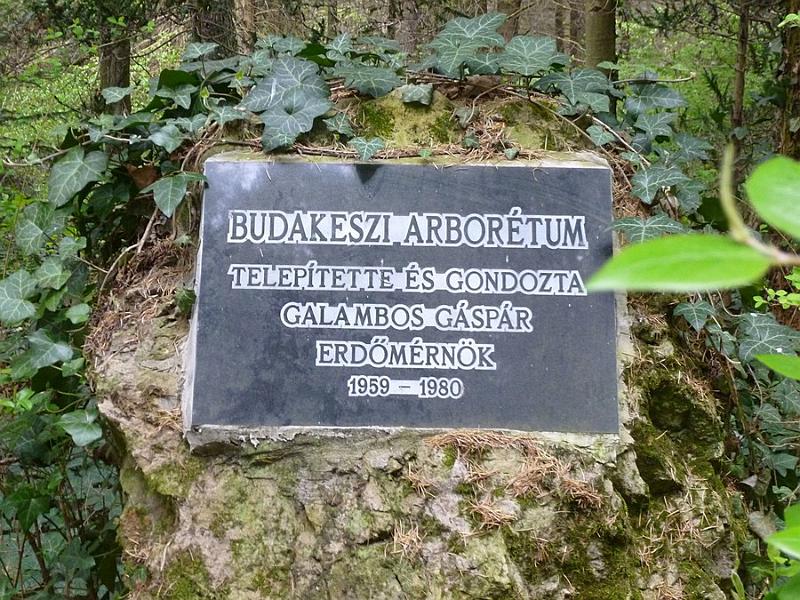 BUDAKESZI ARBORÉTUM
TELEPÍTETTE ÉS GONDOZTA
GALAMBOS GÁSPÁR
ERDŐMÉRNÖK
1959 – 1980